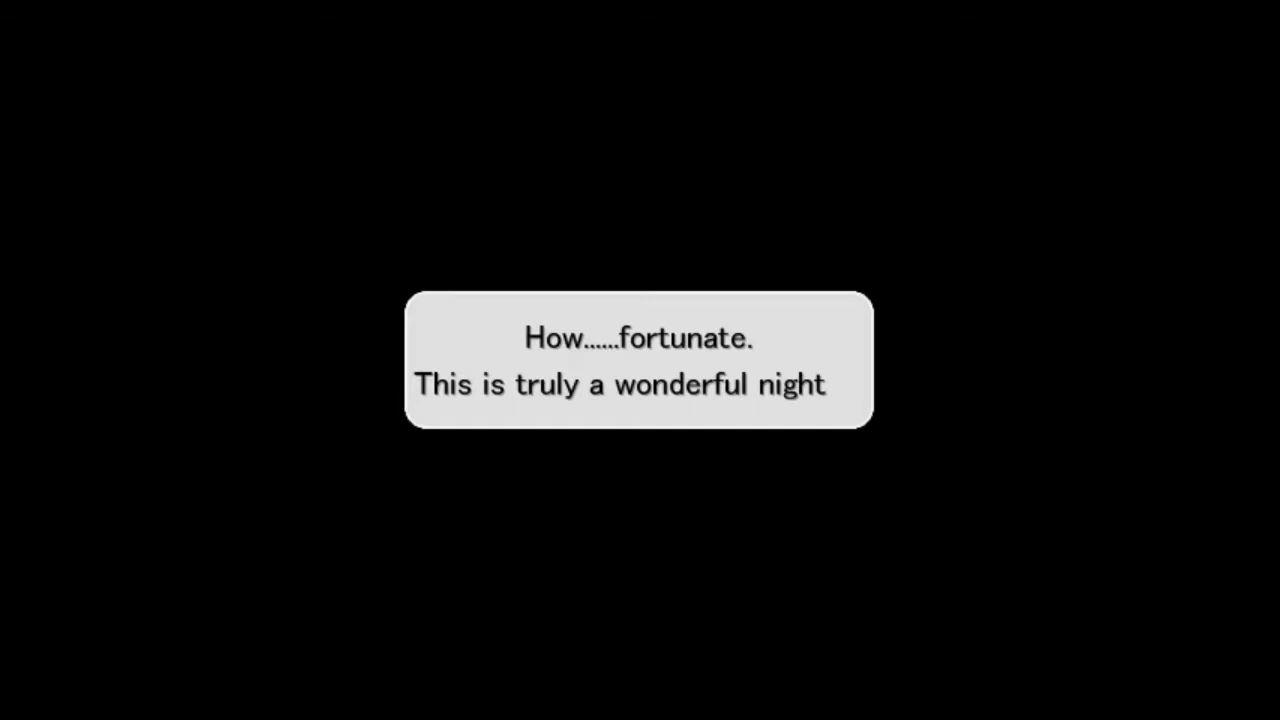 How......fortunate.
This is truly a wonderful night